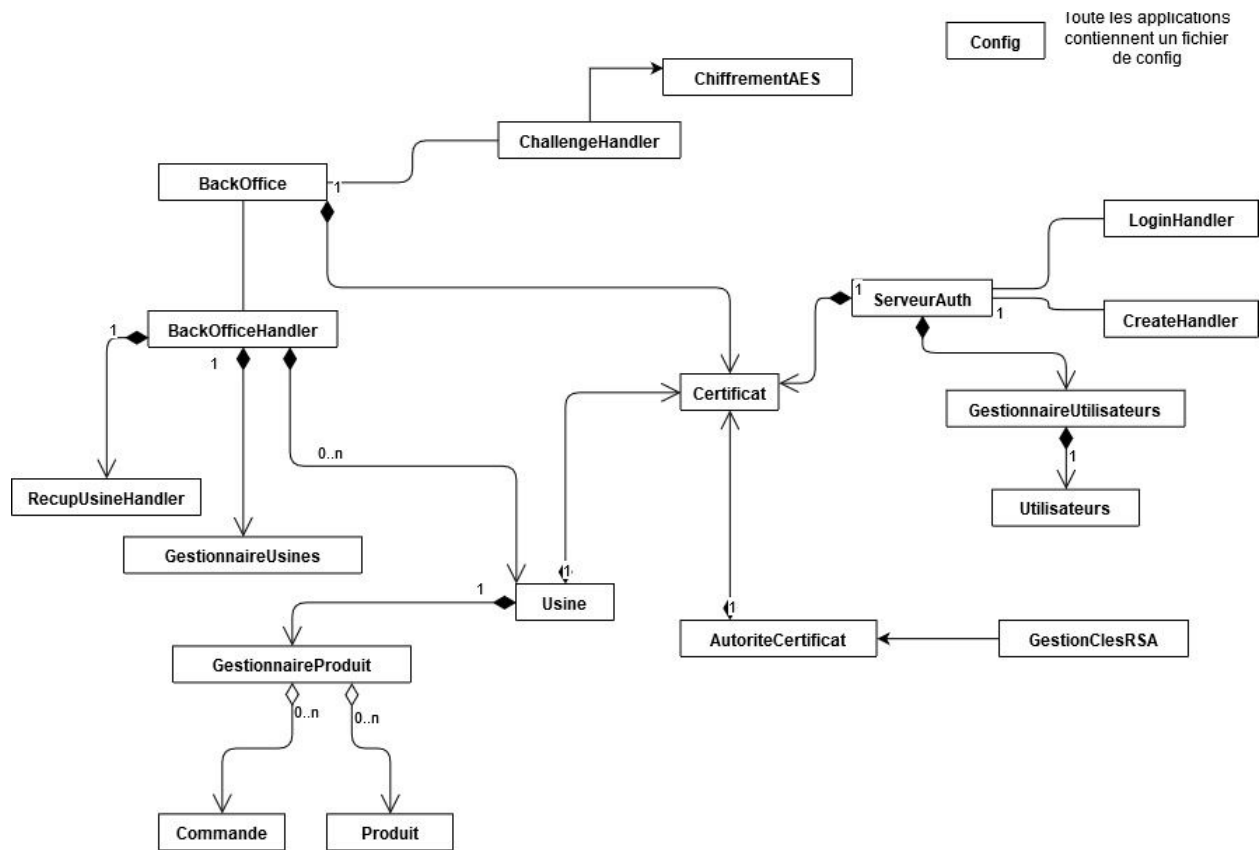 Toute les applications
contiennent un fichier
de config
Config
ChiffrementAES
ChallengeHandler
BackOffice
1
LoginHandler
1
ServeurAuth
1
CreateHandler
BackOfficeHandler
1
1
Certificat
GestionnaireUtilisateurs
0..n
1
RecupUsineHandler
Utilisateurs
GestionnaireUsines
1
1
Usine
1
AutoriteCertificat
GestionClesRSA
GestionnaireProduit
0..n
0..n
Commande
Produit